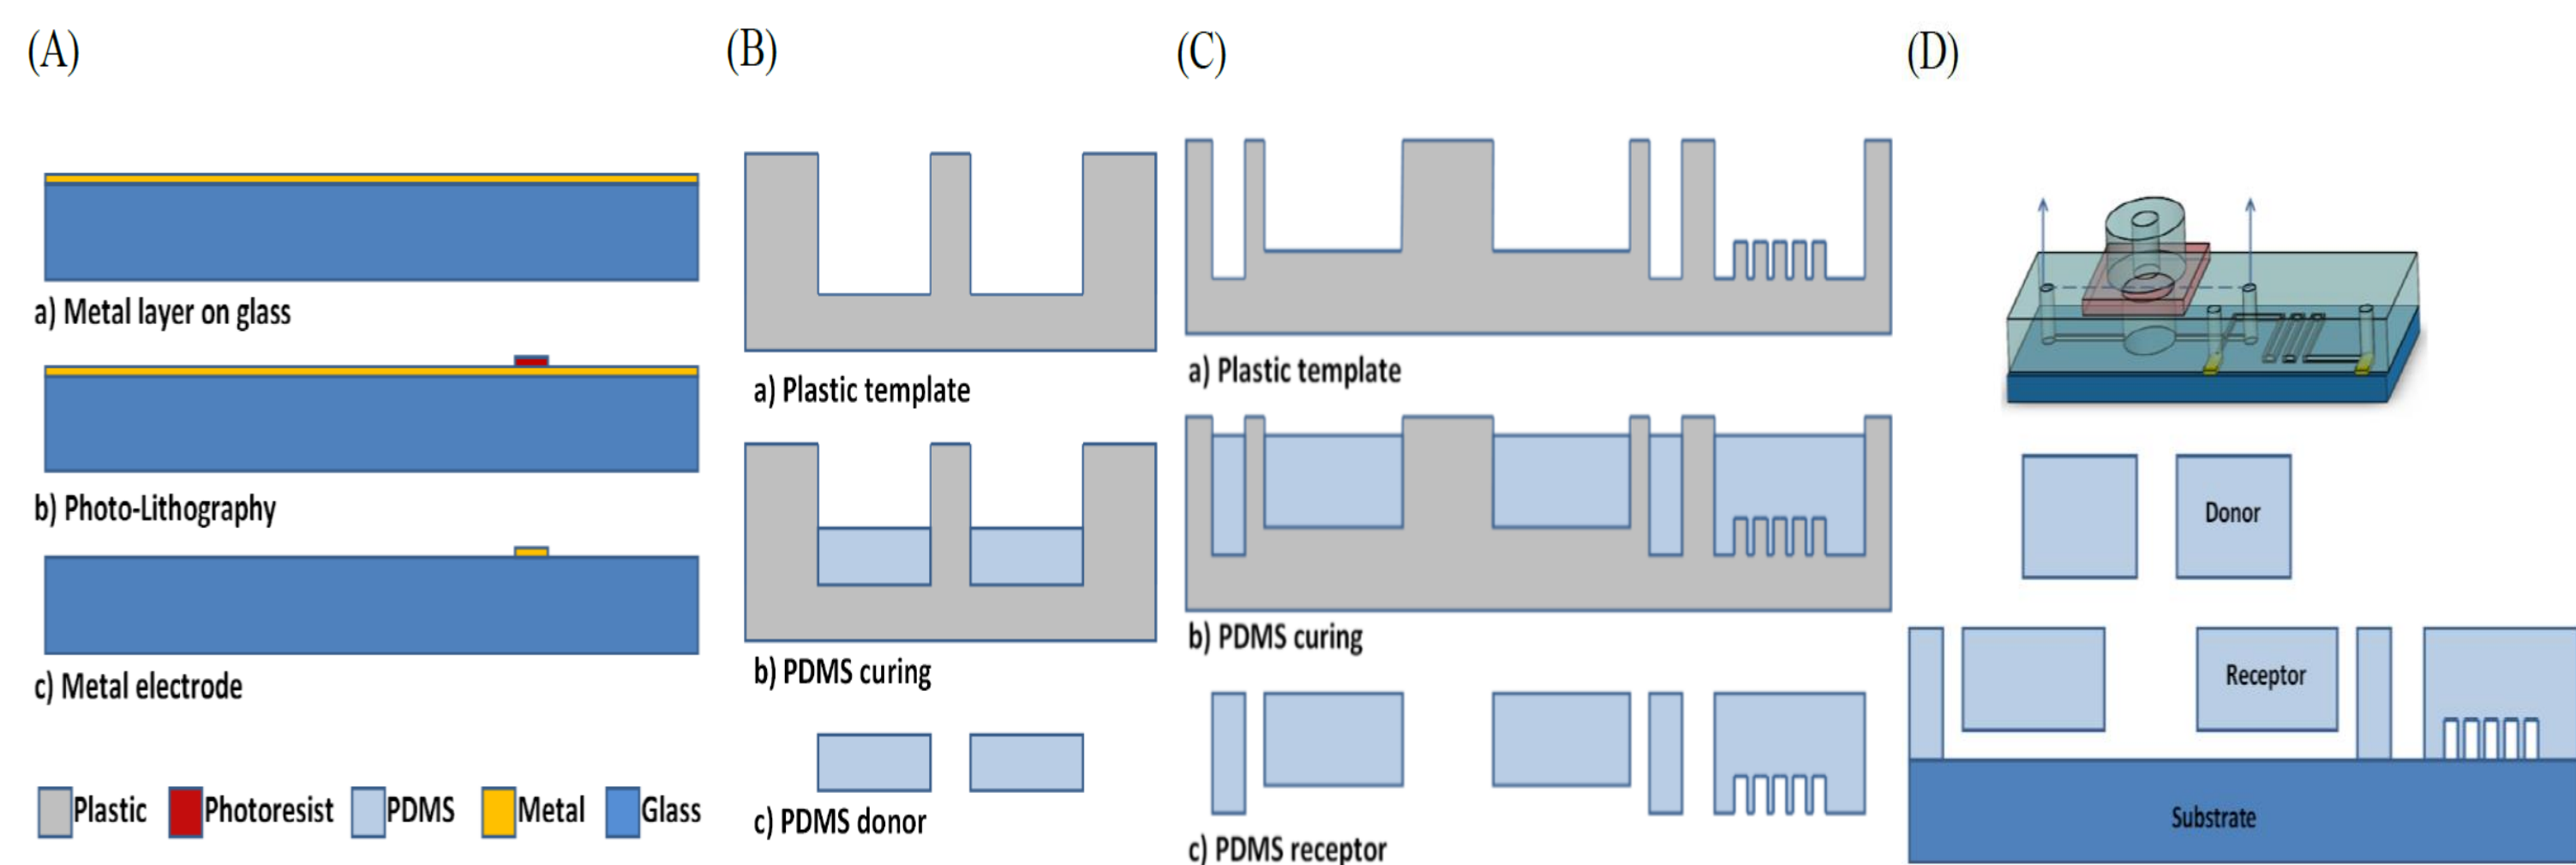 (A)
a) Metal layer on glass
b) Photo-Lithography
c) Metal electrode
Plastic Photoresist PDMS Metal Glass
(B)
a) Plastic template
b) PDMS curing
c) PDMS donor
(C)
a) Plastic template
b) PDMS curing
c) PDMS receptor
(D)
Donor
Receptor
Substrate